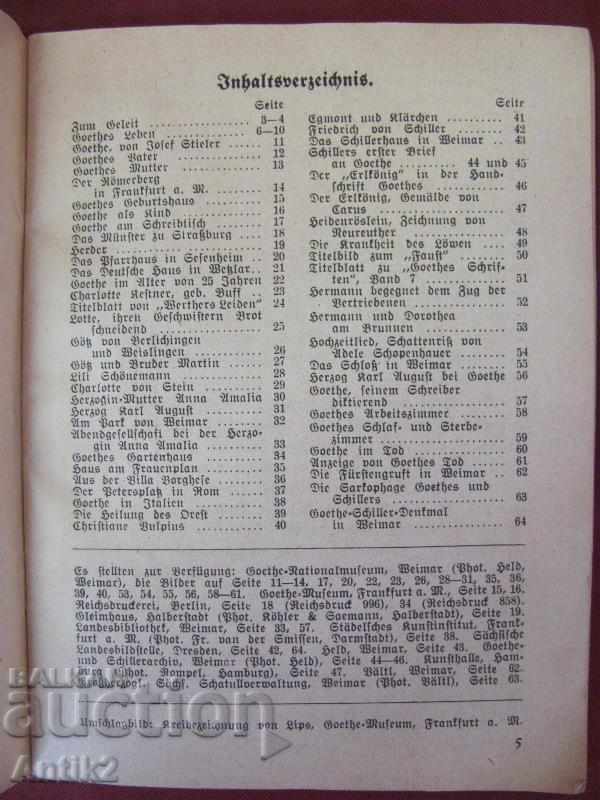 Inhaltsverzeichnis.
Seite
Zum Geleit ................ 3—4
Goethes Leben ............ 6—10
Goethe, von Josef Stieler ...... 11
Goethes Vater ................ 12
Goethes Mutter .............. 13
Der Römerberg
in Frankfurt a. M. ........ 14
Goethes Geburtshaus .......... 15
Goethe als Kind .............. 16
Goethe am Schreibtisch ........ 17
Das Münster zu Straßburg .... 18
Herder ........................ 19
Das Pfarrhaus in Sesenheim .. 20
Das Deutsche Haus in Wetzlar.. 21
Goethe im Alter von 25 Jahren 22
Charlotte Kestner, geb. Buff .. 23
Titelblatt von „Werthers Leiden“ 24
Lotte, ihren Geschwistern Brot
schneidend ................ 25
Götz von Berlichingen
und Weislingen .......... 26
Götz und Bruder Martin ...... 27
Lili Schönemann .............. 28
Charlotte von Stein .......... 29
Herzogin-Mutter Anna Amalia 30
Herzog Karl August .......... 31
Am Park von Weimar ........ 32
Abendgesellschaft bei der Herzo-
gin Anna Amalia .......... 33
Goethes Gartenhaus .......... 34
Haus am Frauenplan .......... 35
Aus der Villa Borghese ........ 36
Der Petersplatz in Rom ...... 37
Goethe in Italien ............ 38
Die Heilung des Orest ........ 39
Christiane Vulpius ............ 40
Seite
Egmont und Klärchen .......... 41
Friedrich von Schiller .......... 42
Das Schillerhaus in Weimar .. 43
Schillers erster Brief
an Goethe .......... 44 und 45
Der „Erlkönig“ in der Hand-
schrift Goethes ............ 46
Der Erlkönig, Gemälde von
Carus .................... 47
Heidenröslein, Zeichnung von
Neureuther ................ 48
Die Krankheit des Löwen .... 49
Titelbild zum „Faust“ ........ 50
Titelblatt zu „Goethes Schrif-
ten“, Band 7 .............. 51
Hermann begegnet dem Zug der
Vertriebenen .............. 52
Hermann und Dorothea
am Brunnen .............. 53
Hochzeitlied, Schattenriß von
Adele Schopenhauer ........ 54
Das Schloß in Weimar ........ 55
Herzog Karl August bei Goethe 56
Goethe, seinem Schreiber
diktierend .................. 57
Goethes Arbeitszimmer ........ 58
Goethes Schlaf- und Sterbe-
zimmer .................... 59
Goethe im Tod .............. 60
Anzeige von Goethes Tod ...... 61
Die Fürstengruft in Weimar .. 62
Die Sarkophage Goethes und
Schillers .................. 63
Goethe-Schiller-Denkmal
in Weimar ................ 64
Es stellten zur Verfügung: Goethe-Nationalmuseum, Weimar (Phot. Held,
Weimar), die Bilder auf Seite 11—14, 17, 20, 22, 23, 26, 28—31, 35, 36,
39, 40, 53, 54, 55, 56, 58—61. Goethe-Museum, Frankfurt a. M., Seite 15, 16.
Reichsdruckerei, Berlin, Seite 18 (Reichsdruck 996), 34 (Reichsdruck 858).
Gleimhaus, Halberstadt (Phot. Köhler & Saemann, Halberstadt), Seite 19.
Landesbibliothek, Weimar, Seite 33, 57. Städelsches Kunstinstitut, Frank-
furt a. M. (Phot. Fr. van der Smissen, Darmstadt), Seite 38. Sächsische
Landesbildstelle, Dresden, Seite 42, 64. Held, Weimar, Seite 43. Goethe-
und Schillerarchiv, Weimar (Phot. Held), Seite 44—46. Kunsthalle, Ham-
burg (Phot. Rompel, Hamburg), Seite 47. Vältl, Weimar, Seite 62.
Großherzogl. Sächs. Schatullverwaltung, Weimar (Phot. Vältl), Seite 63.
Umschlagbild: Kreidezeichnung von Lips, Goethe-Museum, Frankfurt a. M.
5
BALKAN
auction
Antik2